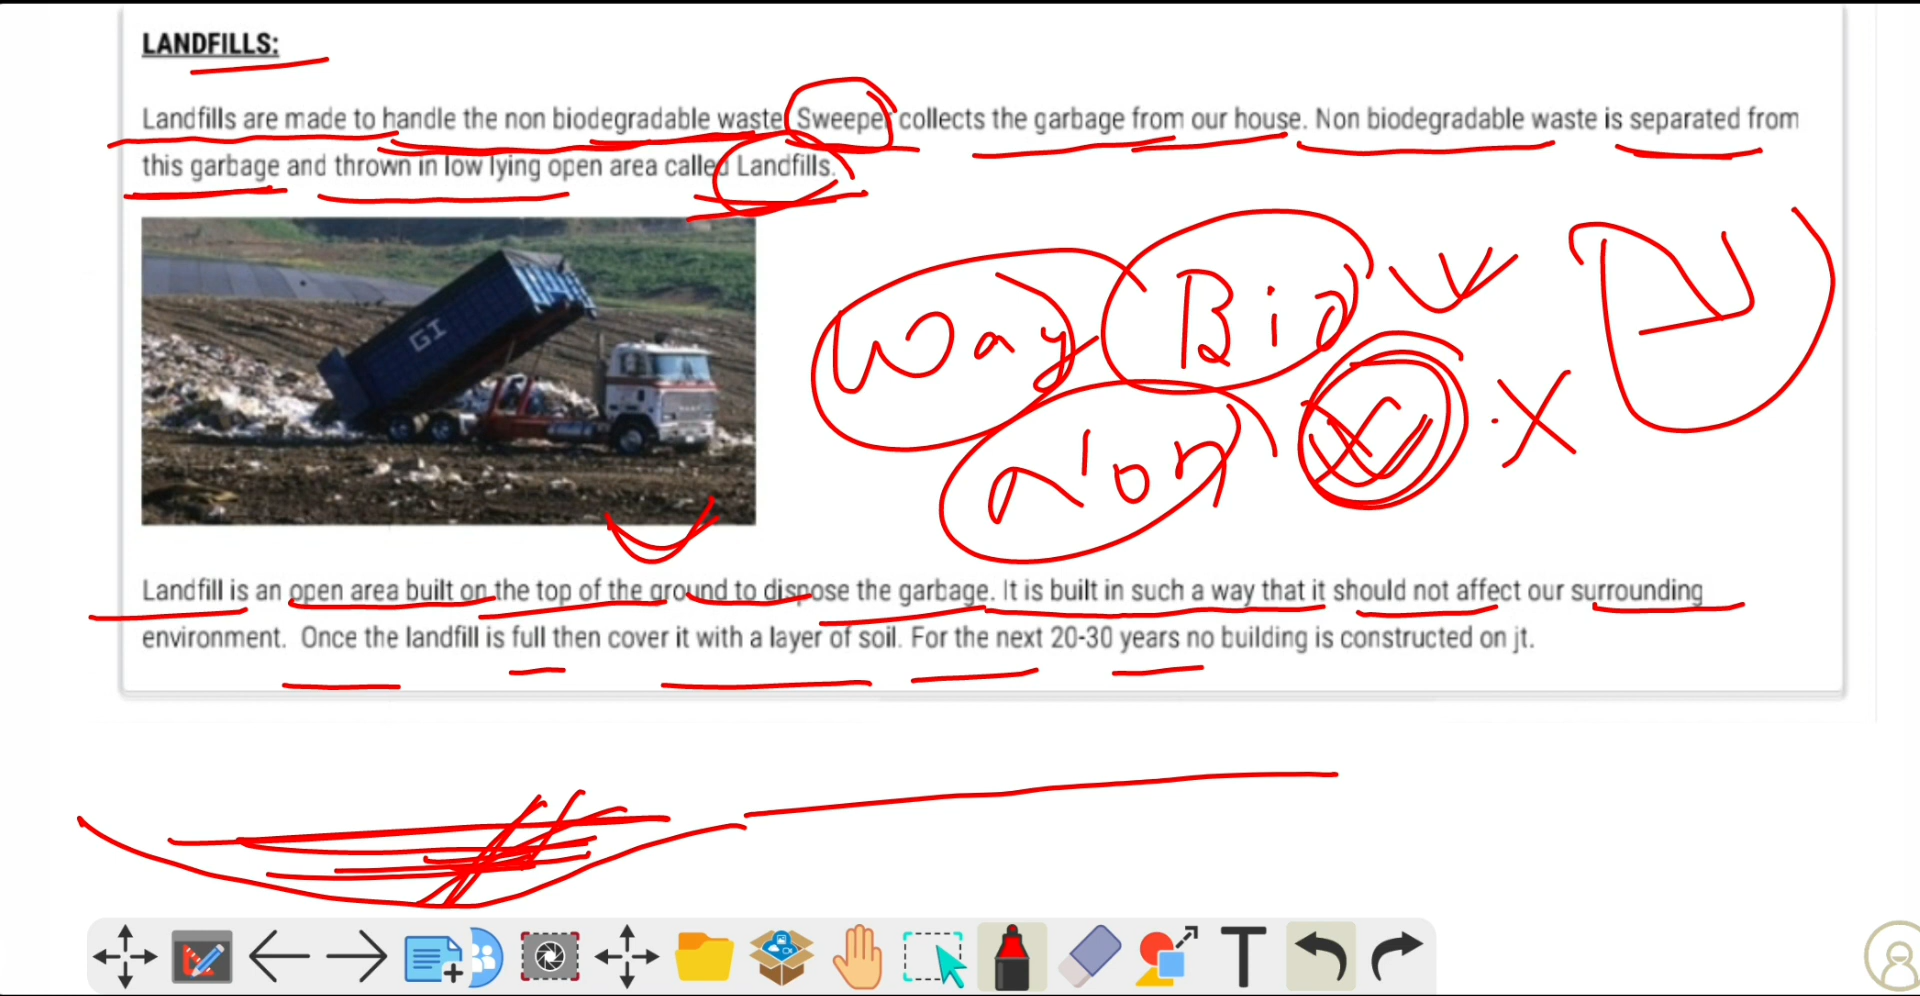 LANDFILLS:
Landfills are made to handle the non biodegradable waste Sweeper collects the garbage from our house. Non biodegradable waste is separated from
this garbage and thrown in low lying open area called Landfills.
GI
Way Bio
Non
Landfill is an open area built on the top of the ground to dispose the garbage. It is built in such a way that it should not affect our surrounding
environment. Once the landfill is full then cover it with a layer of soil. For the next 20-30 years no building is constructed on jt.